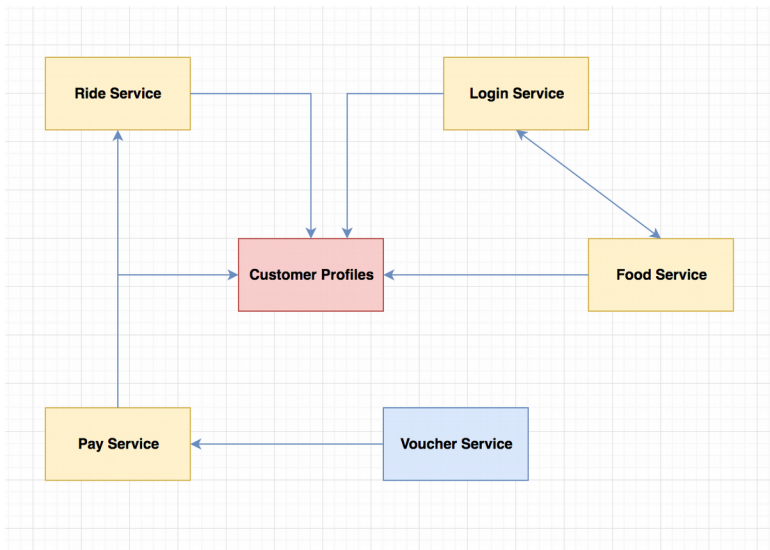 Ride Service
Login Service
Customer Profiles
Food Service
Pay Service
Voucher Service